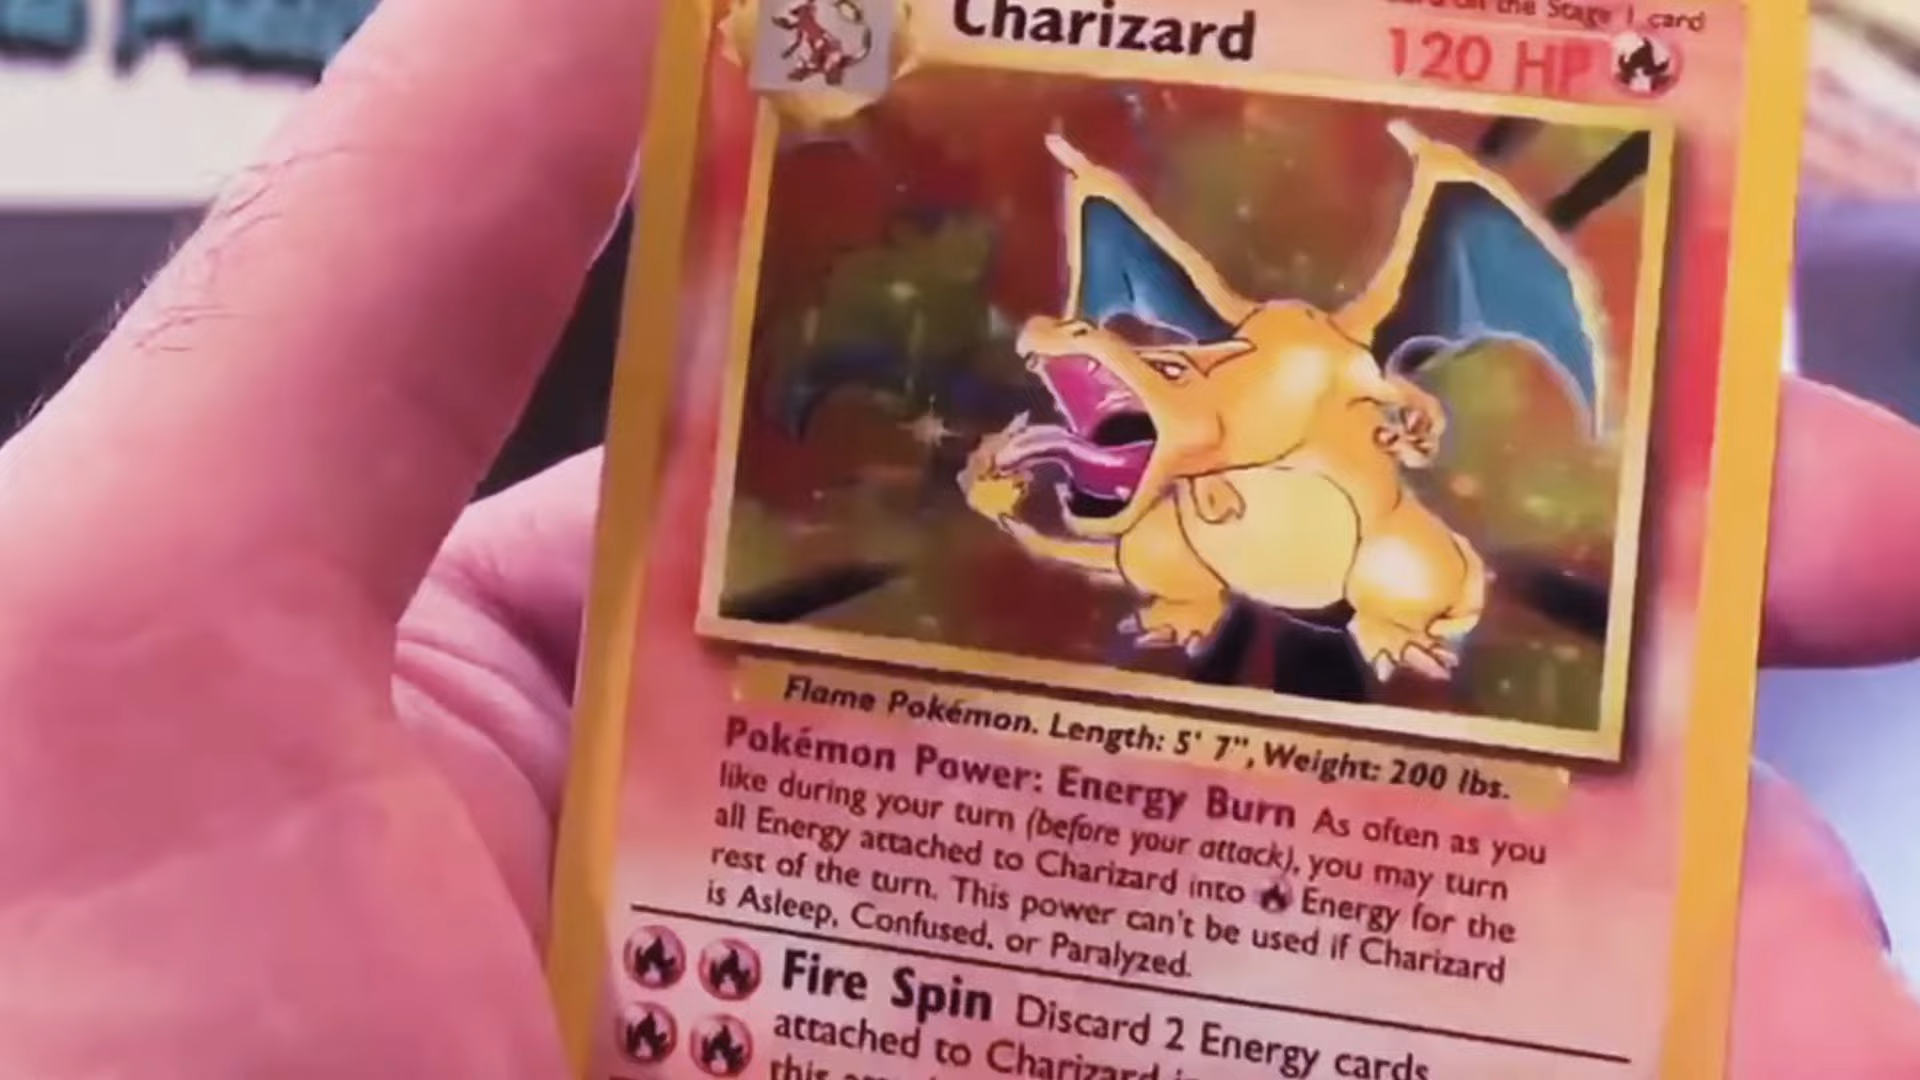 on the Stage 1 card
Charizard
120 HP
Flame Pokémon. Length: 5' 7", Weight: 200 lbs.
Pokémon Power: Energy Burn As often as you
like during your turn (before your attack), you may turn
all Energy attached to Charizard into Energy for the
rest of the turn. This power can't be used if Charizard
is Asleep, Confused, or Paralyzed.
Fire Spin Discard 2 Energy cards
attached to Charizard
this